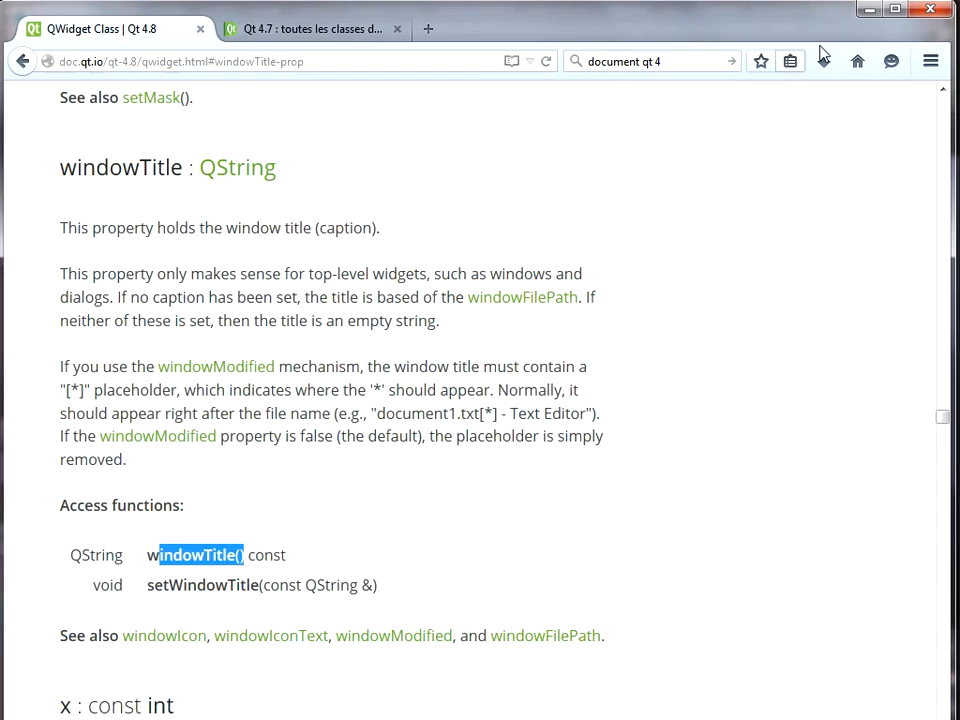 QWidget Class | Qt 4.8
Qt 4.7 : toutes les classes d...
doc.qt.io/qt-4.8/qwidget.html#windowTitle-prop
document qt 4
See also setMask().
windowTitle : QString
This property holds the window title (caption).
This property only makes sense for top-level widgets, such as windows and
dialogs. If no caption has been set, the title is based of the windowFilePath. If
neither of these is set, then the title is an empty string.
If you use the windowModified mechanism, the window title must contain a
"[*]" placeholder, which indicates where the '*' should appear. Normally, it
should appear right after the file name (e.g., "document1.txt[*] - Text Editor").
If the windowModified property is false (the default), the placeholder is simply
removed.
Access functions:
QString windowTitle() const
void setWindowTitle(const QString &)
See also windowIcon, windowIconText, windowModified, and windowFilePath.
x : const int